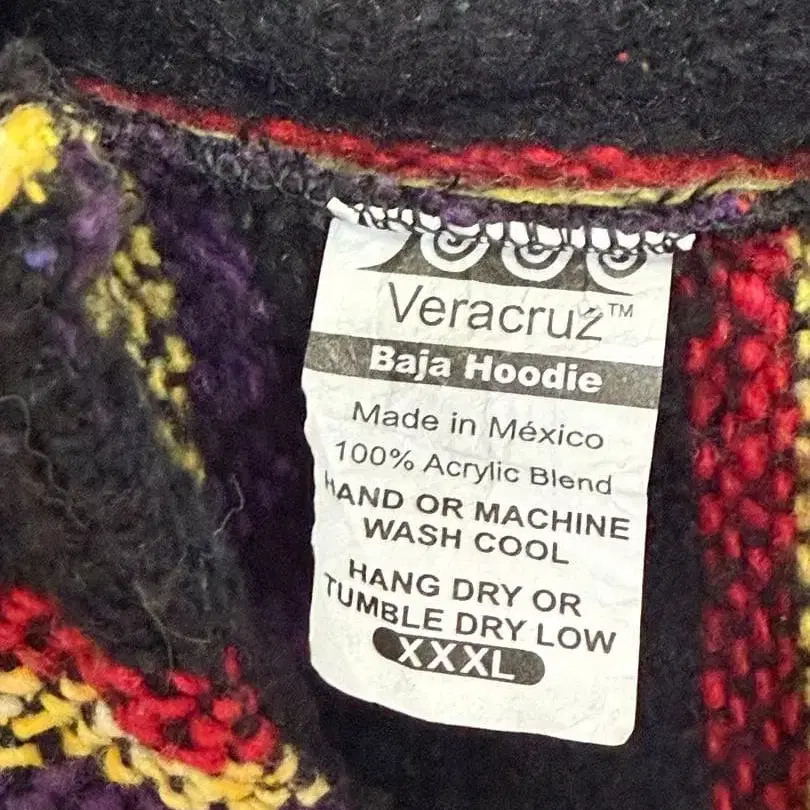 Veracruz™
Baja Hoodie
Made in México
100% Acrylic Blend
HAND OR MACHINE
WASH COOL
HANG DRY OR
TUMBLE DRY LOW
XXXL